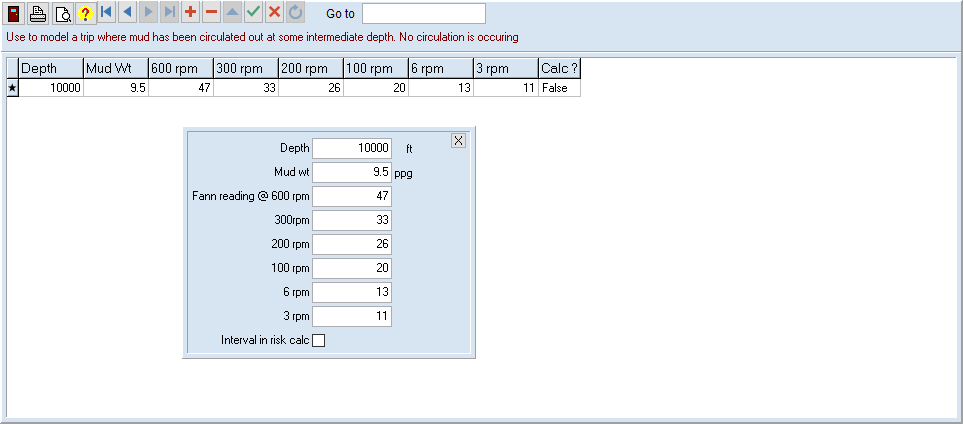 Go to
Use to model a trip where mud has been circulated out at some intermediate depth. No circulation is occuring
Depth Mud Wt 600 rpm 300 rpm 200 rpm 100 rpm 6 rpm 3 rpm Calc ?
10000 9.5 47 33 26 20 13 11 False
Depth 10000 ft
Mud wt 9.5 ppg
Fann reading @ 600 rpm 47
300rpm 33
200 rpm 26
100 rpm 20
6 rpm 13
3 rpm 11
Interval in risk calc